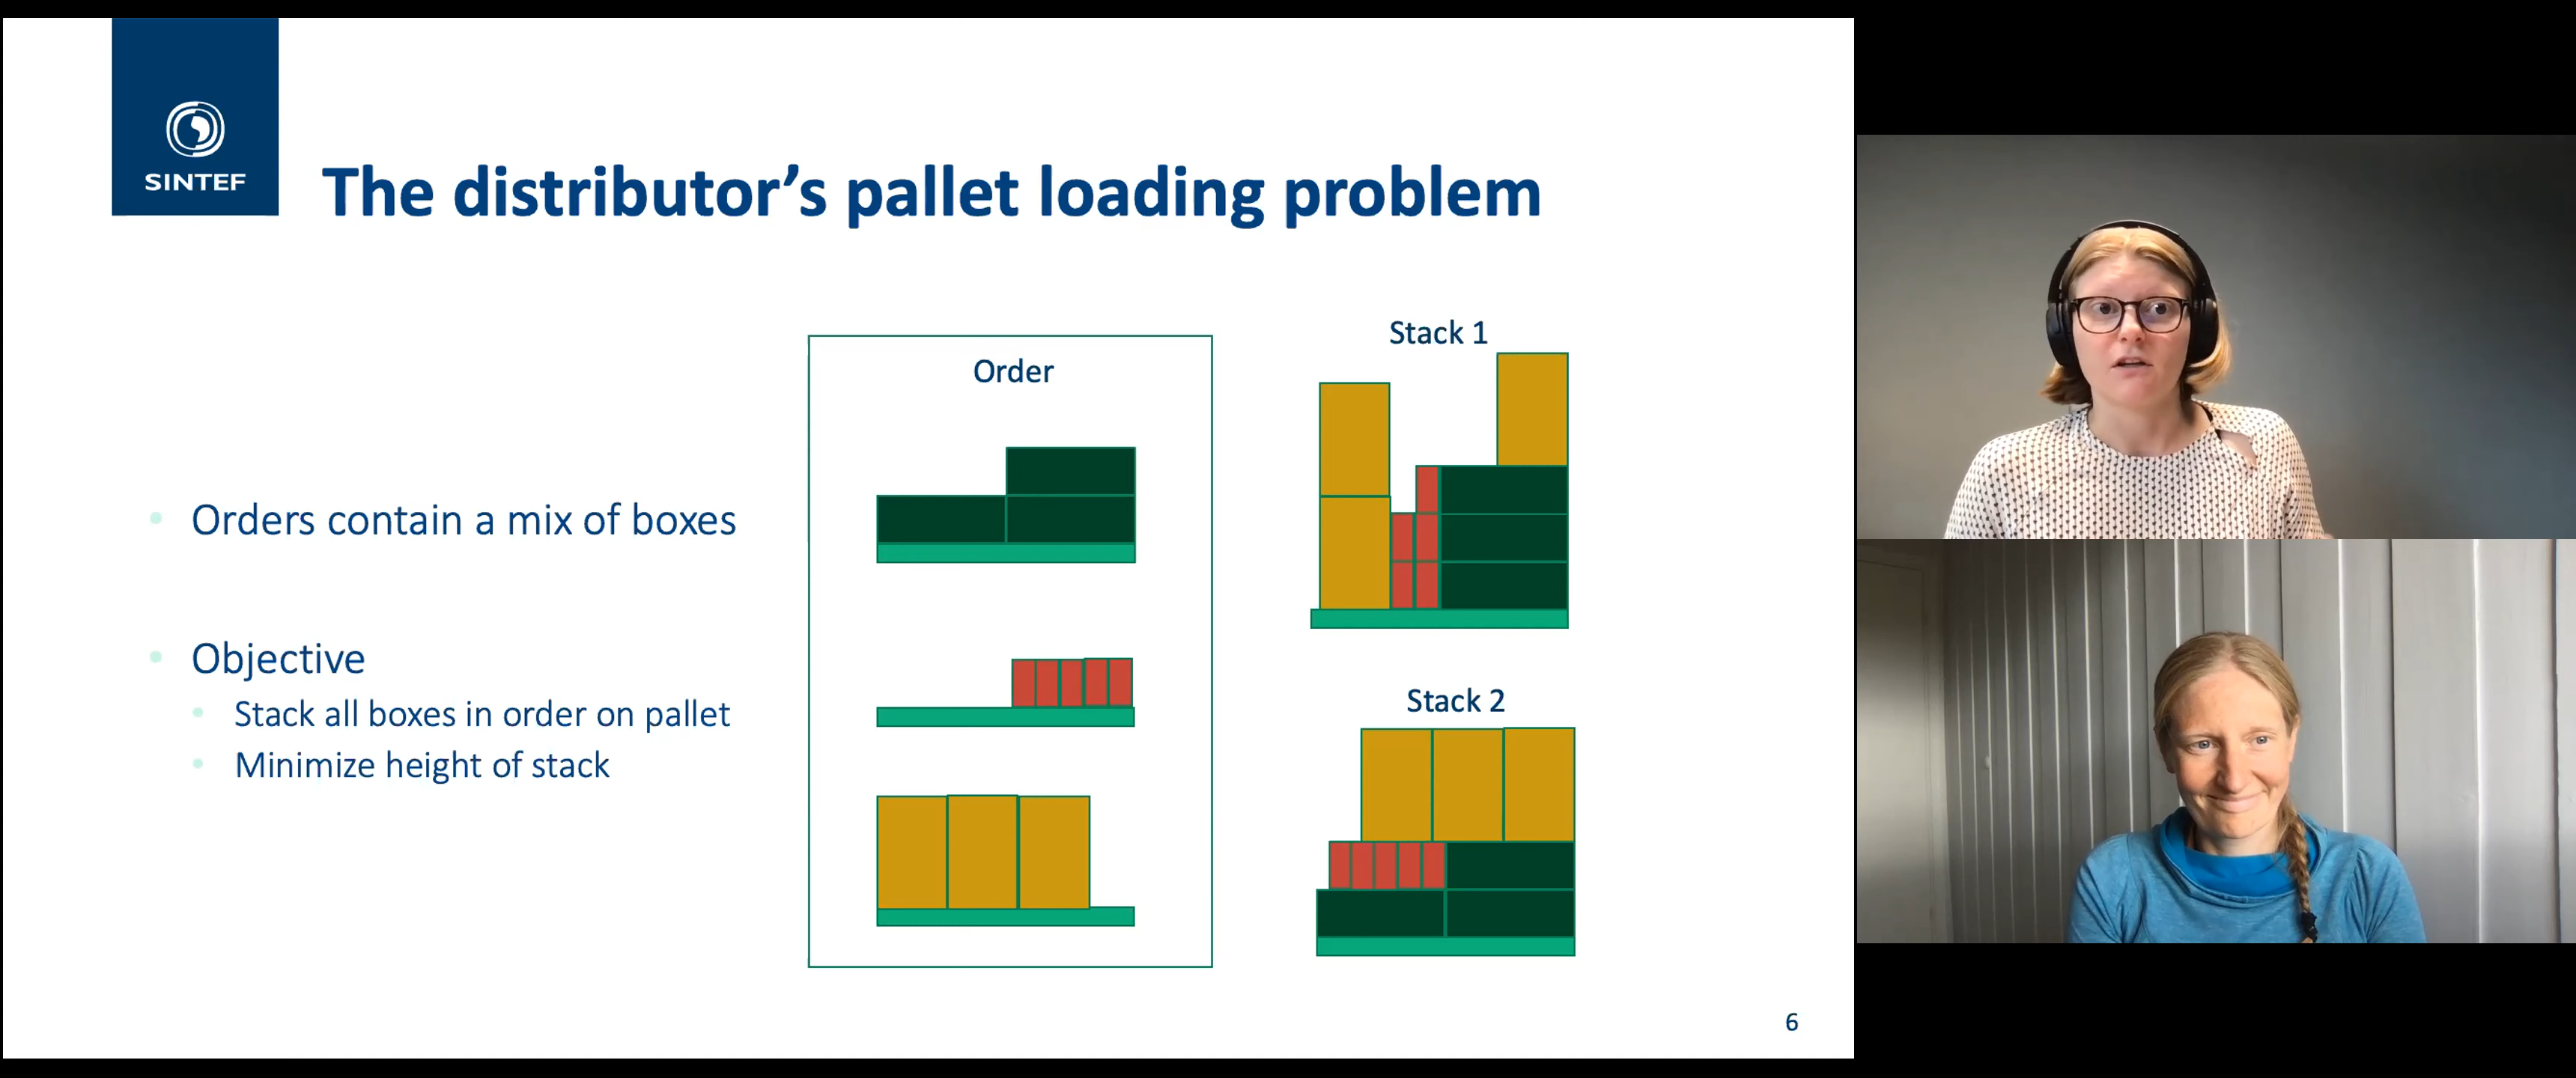 SINTEF
The distributor's pallet loading problem
Orders contain a mix of boxes
Objective
Stack all boxes in order on pallet
Minimize height of stack
Order
Stack 1
Stack 2
6